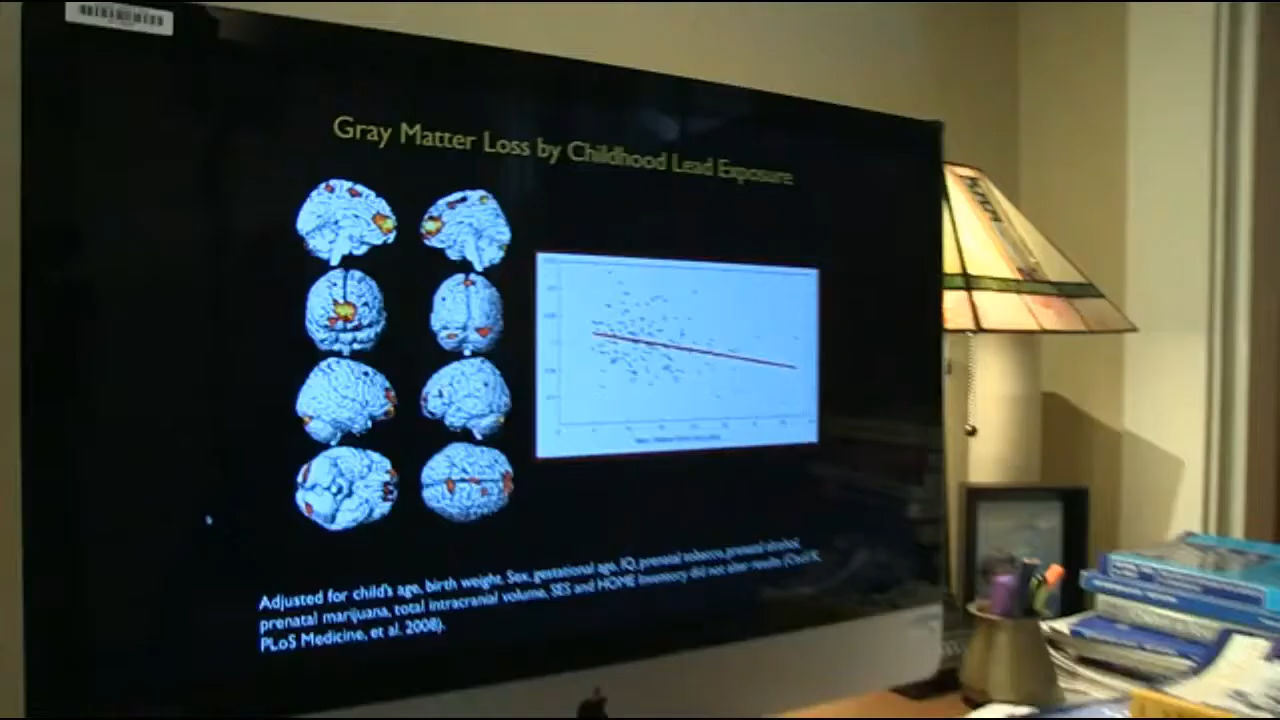 Gray Matter Loss by Childhood Lead Exposure
Adjusted for child's age, birth weight, Sex, gestational age, IQ, prenatal tobacco, prenatal alcohol,
prenatal marijuana, total intracranial volume, SES and HOME Inventory did not alter results
PLoS Medicine, et al. 2008).